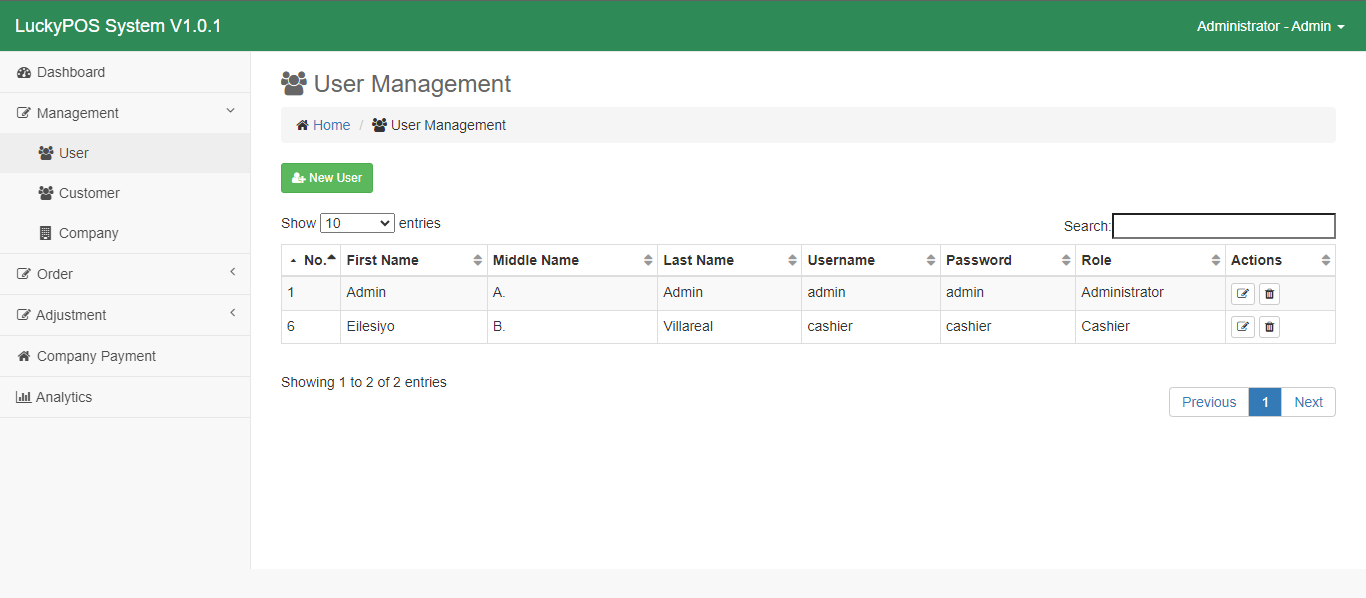 LuckyPOS System V1.0.1
Administrator - Admin
Dashboard
Management
User
Customer
Company
Order
Adjustment
Company Payment
Analytics
User Management
Home / User Management
New User
Show 10 entries
Search:
No. First Name Middle Name Last Name Username Password Role Actions
1 Admin A. Admin admin admin Administrator
6 Eilesiyo B. Villareal cashier cashier Cashier
Showing 1 to 2 of 2 entries
Previous 1 Next